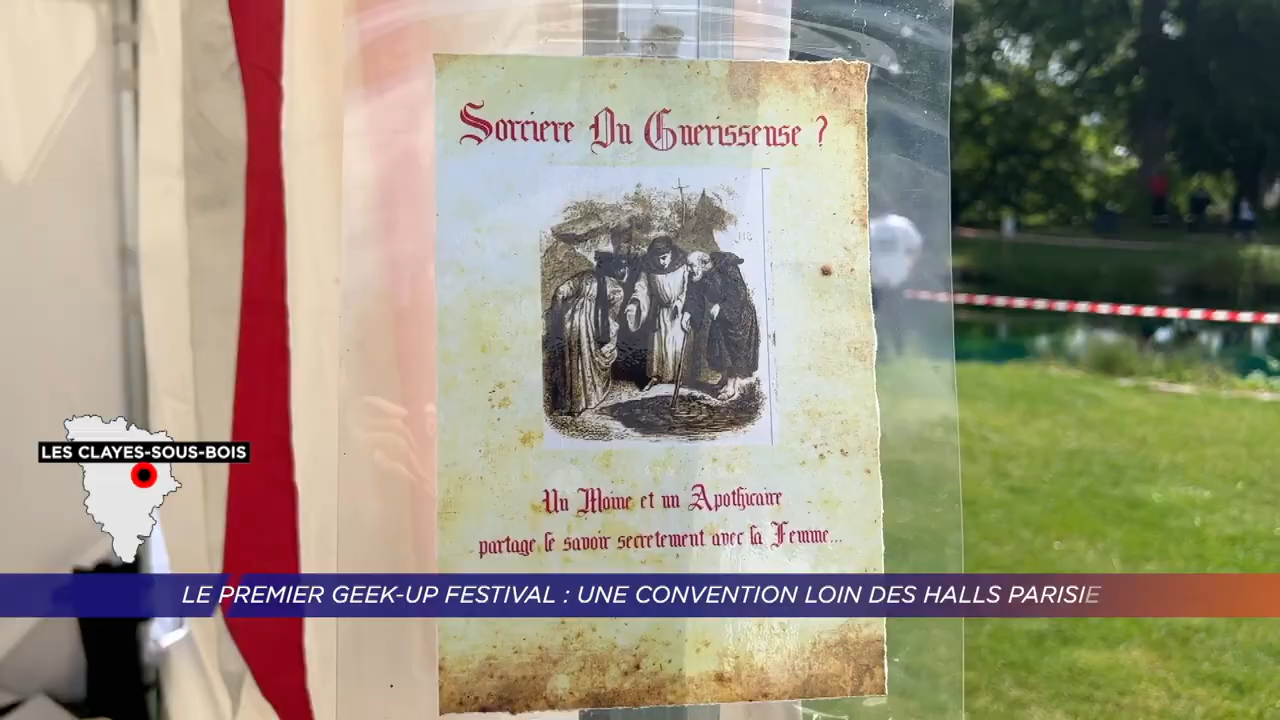 Sorciere Ou Guerisseuse ?
Un Moine et un Apothicaire
partage le savoir secretement avec la Femme...
LES CLAYES-SOUS-BOIS
LE PREMIER GEEK-UP FESTIVAL : UNE CONVENTION LOIN DES HALLS PARISIE